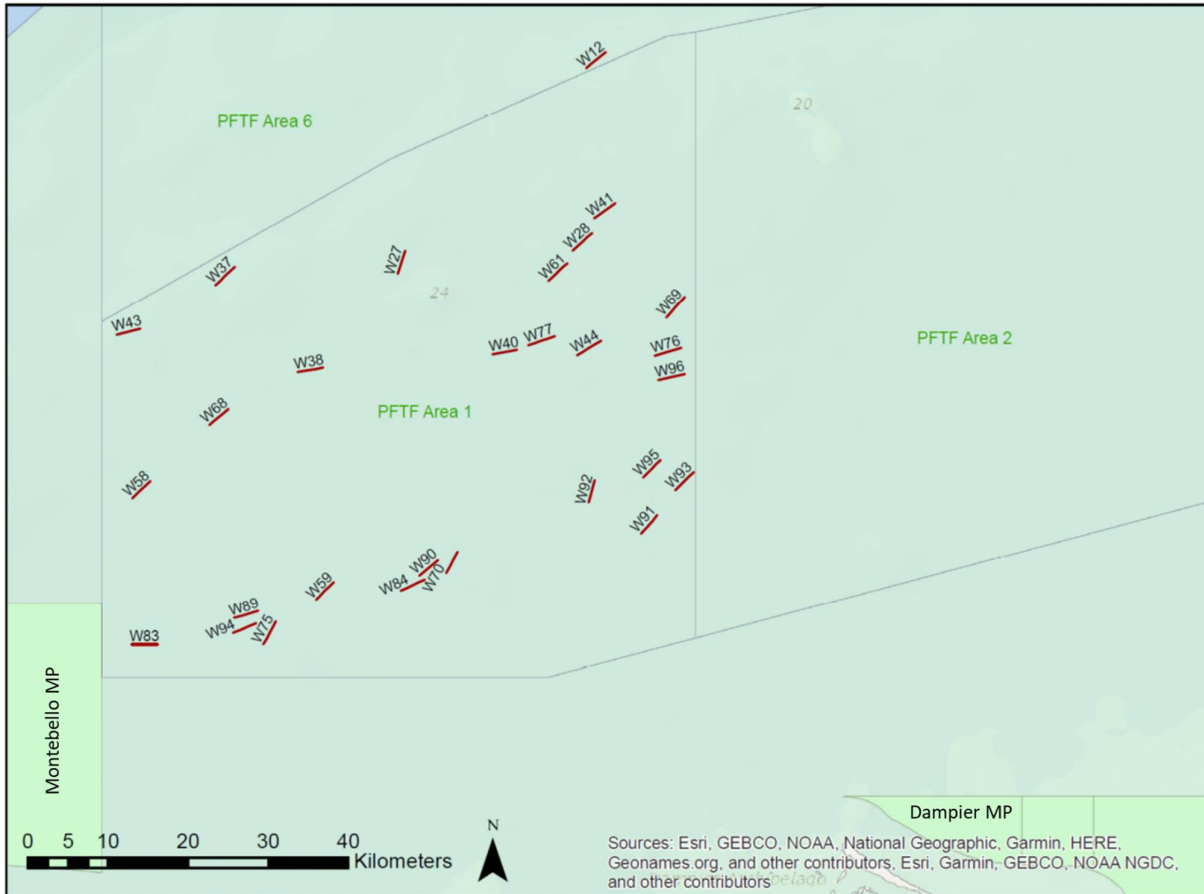 W12
20
PFTF Area 6
W41
W28
W27
W61
W37
24
W69
W43
W77
W40
W44
W76
PFTF Area 2
W38
W96
W68
PFTF Area 1
W95
W93
W58
W92
W91
W90
W70
W84
W59
W89
W94
W75
W83
Montebello MP
Dampier MP
0 5 10 20 30 40
Kilometers
N
Sources: Esri, GEBCO, NOAA, National Geographic, Garmin, HERE,
Geonames.org, and other contributors, Esri, Garmin, GEBCO, NOAA NGDC,
and other contributors